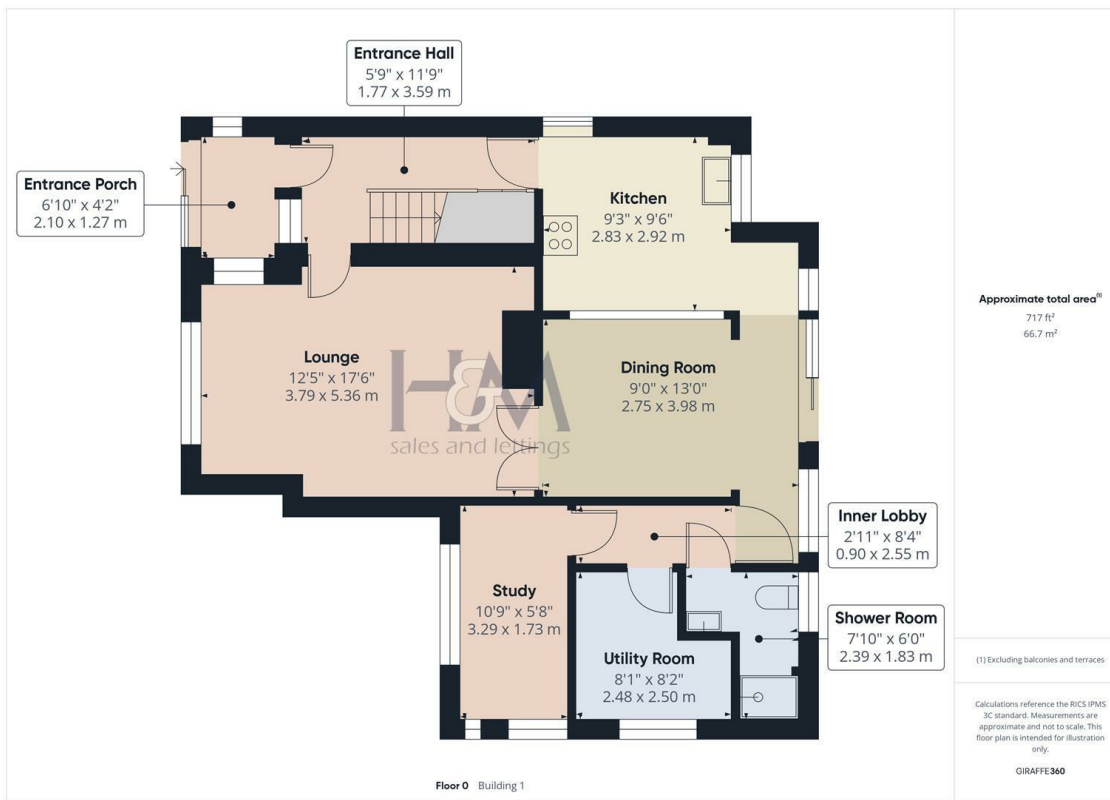 Entrance Hall
5'9" x 11'9"
1.77 x 3.59 m
Entrance Porch
6'10" x 4'2"
2.10 x 1.27 m
Kitchen
9'3" x 9'6"
2.83 x 2.92 m
Lounge
12'5" x 17'6"
3.79 x 5.36 m
Dining Room
9'0" x 13'0"
2.75 x 3.98 m
H&M
sales and lettings
Inner Lobby
2'11" x 8'4"
0.90 x 2.55 m
Study
10'9" x 5'8"
3.29 x 1.73 m
Shower Room
7'10" x 6'0"
2.39 x 1.83 m
Utility Room
8'1" x 8'2"
2.48 x 2.50 m
Floor 0 Building 1
Approximate total area(1)
717 ft²
66.7 m²
(1) Excluding balconies and terraces
Calculations reference the RICS IPMS
3C standard. Measurements are
approximate and not to scale. This
floor plan is intended for illustration
only.
GIRAFFE360